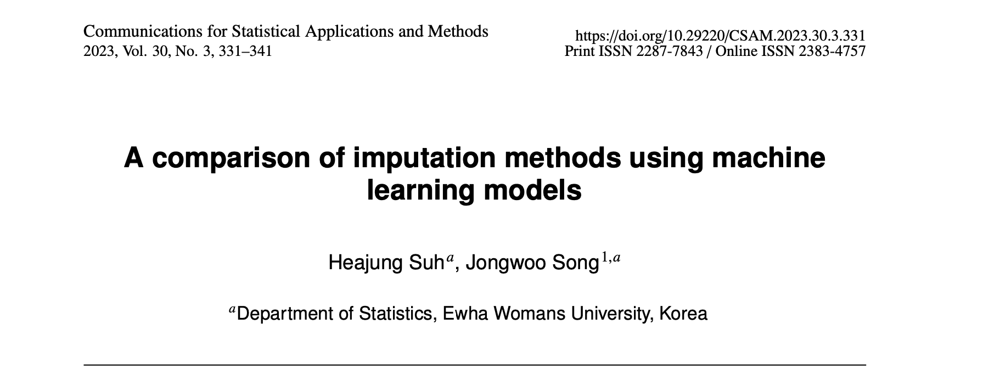 Communications for Statistical Applications and Methods
2023, Vol. 30, No. 3, 331–341
https://doi.org/10.29220/CSAM.2023.30.3.331
Print ISSN 2287-7843 / Online ISSN 2383-4757
A comparison of imputation methods using machine
learning models
Heajung Suh^a, Jongwoo Song^1,a
^aDepartment of Statistics, Ewha Womans University, Korea